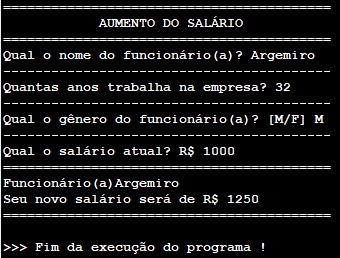 =========================================
AUMENTO DO SALÁRIO
=========================================
Qual o nome do funcionário(a)? Argemiro
-----------------------------------------
Quantas anos trabalha na empresa? 32
-----------------------------------------
Qual o gênero do funcionário(a)? [M/F] M
-----------------------------------------
Qual o salário atual? R$ 1000
=========================================
Funcionário(a)Argemiro
Seu novo salário será de R$ 1250
=========================================
>>> Fim da execução do programa !